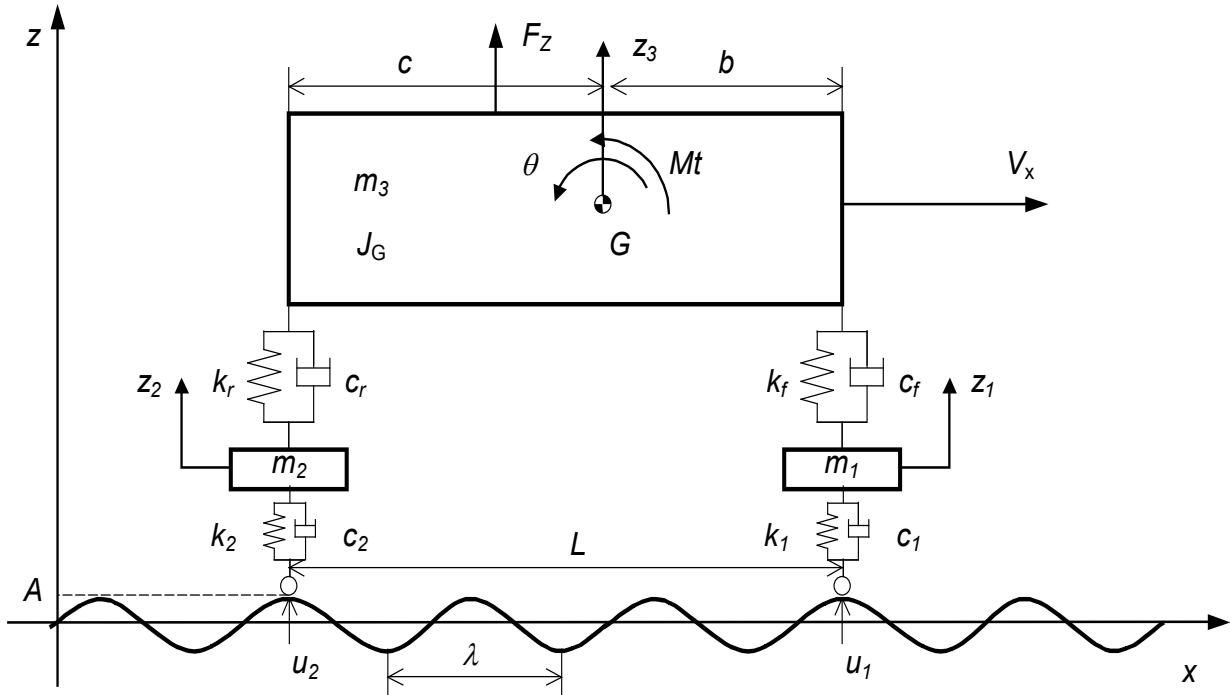 z
F_Z
z_3
c
b
θ
Mt
V_x
m_3
J_G
G
z_2
k_r
c_r
k_f
c_f
z_1
m_2
m_1
k_2
c_2
L
k_1
c_1
A
u_2
λ
u_1
x